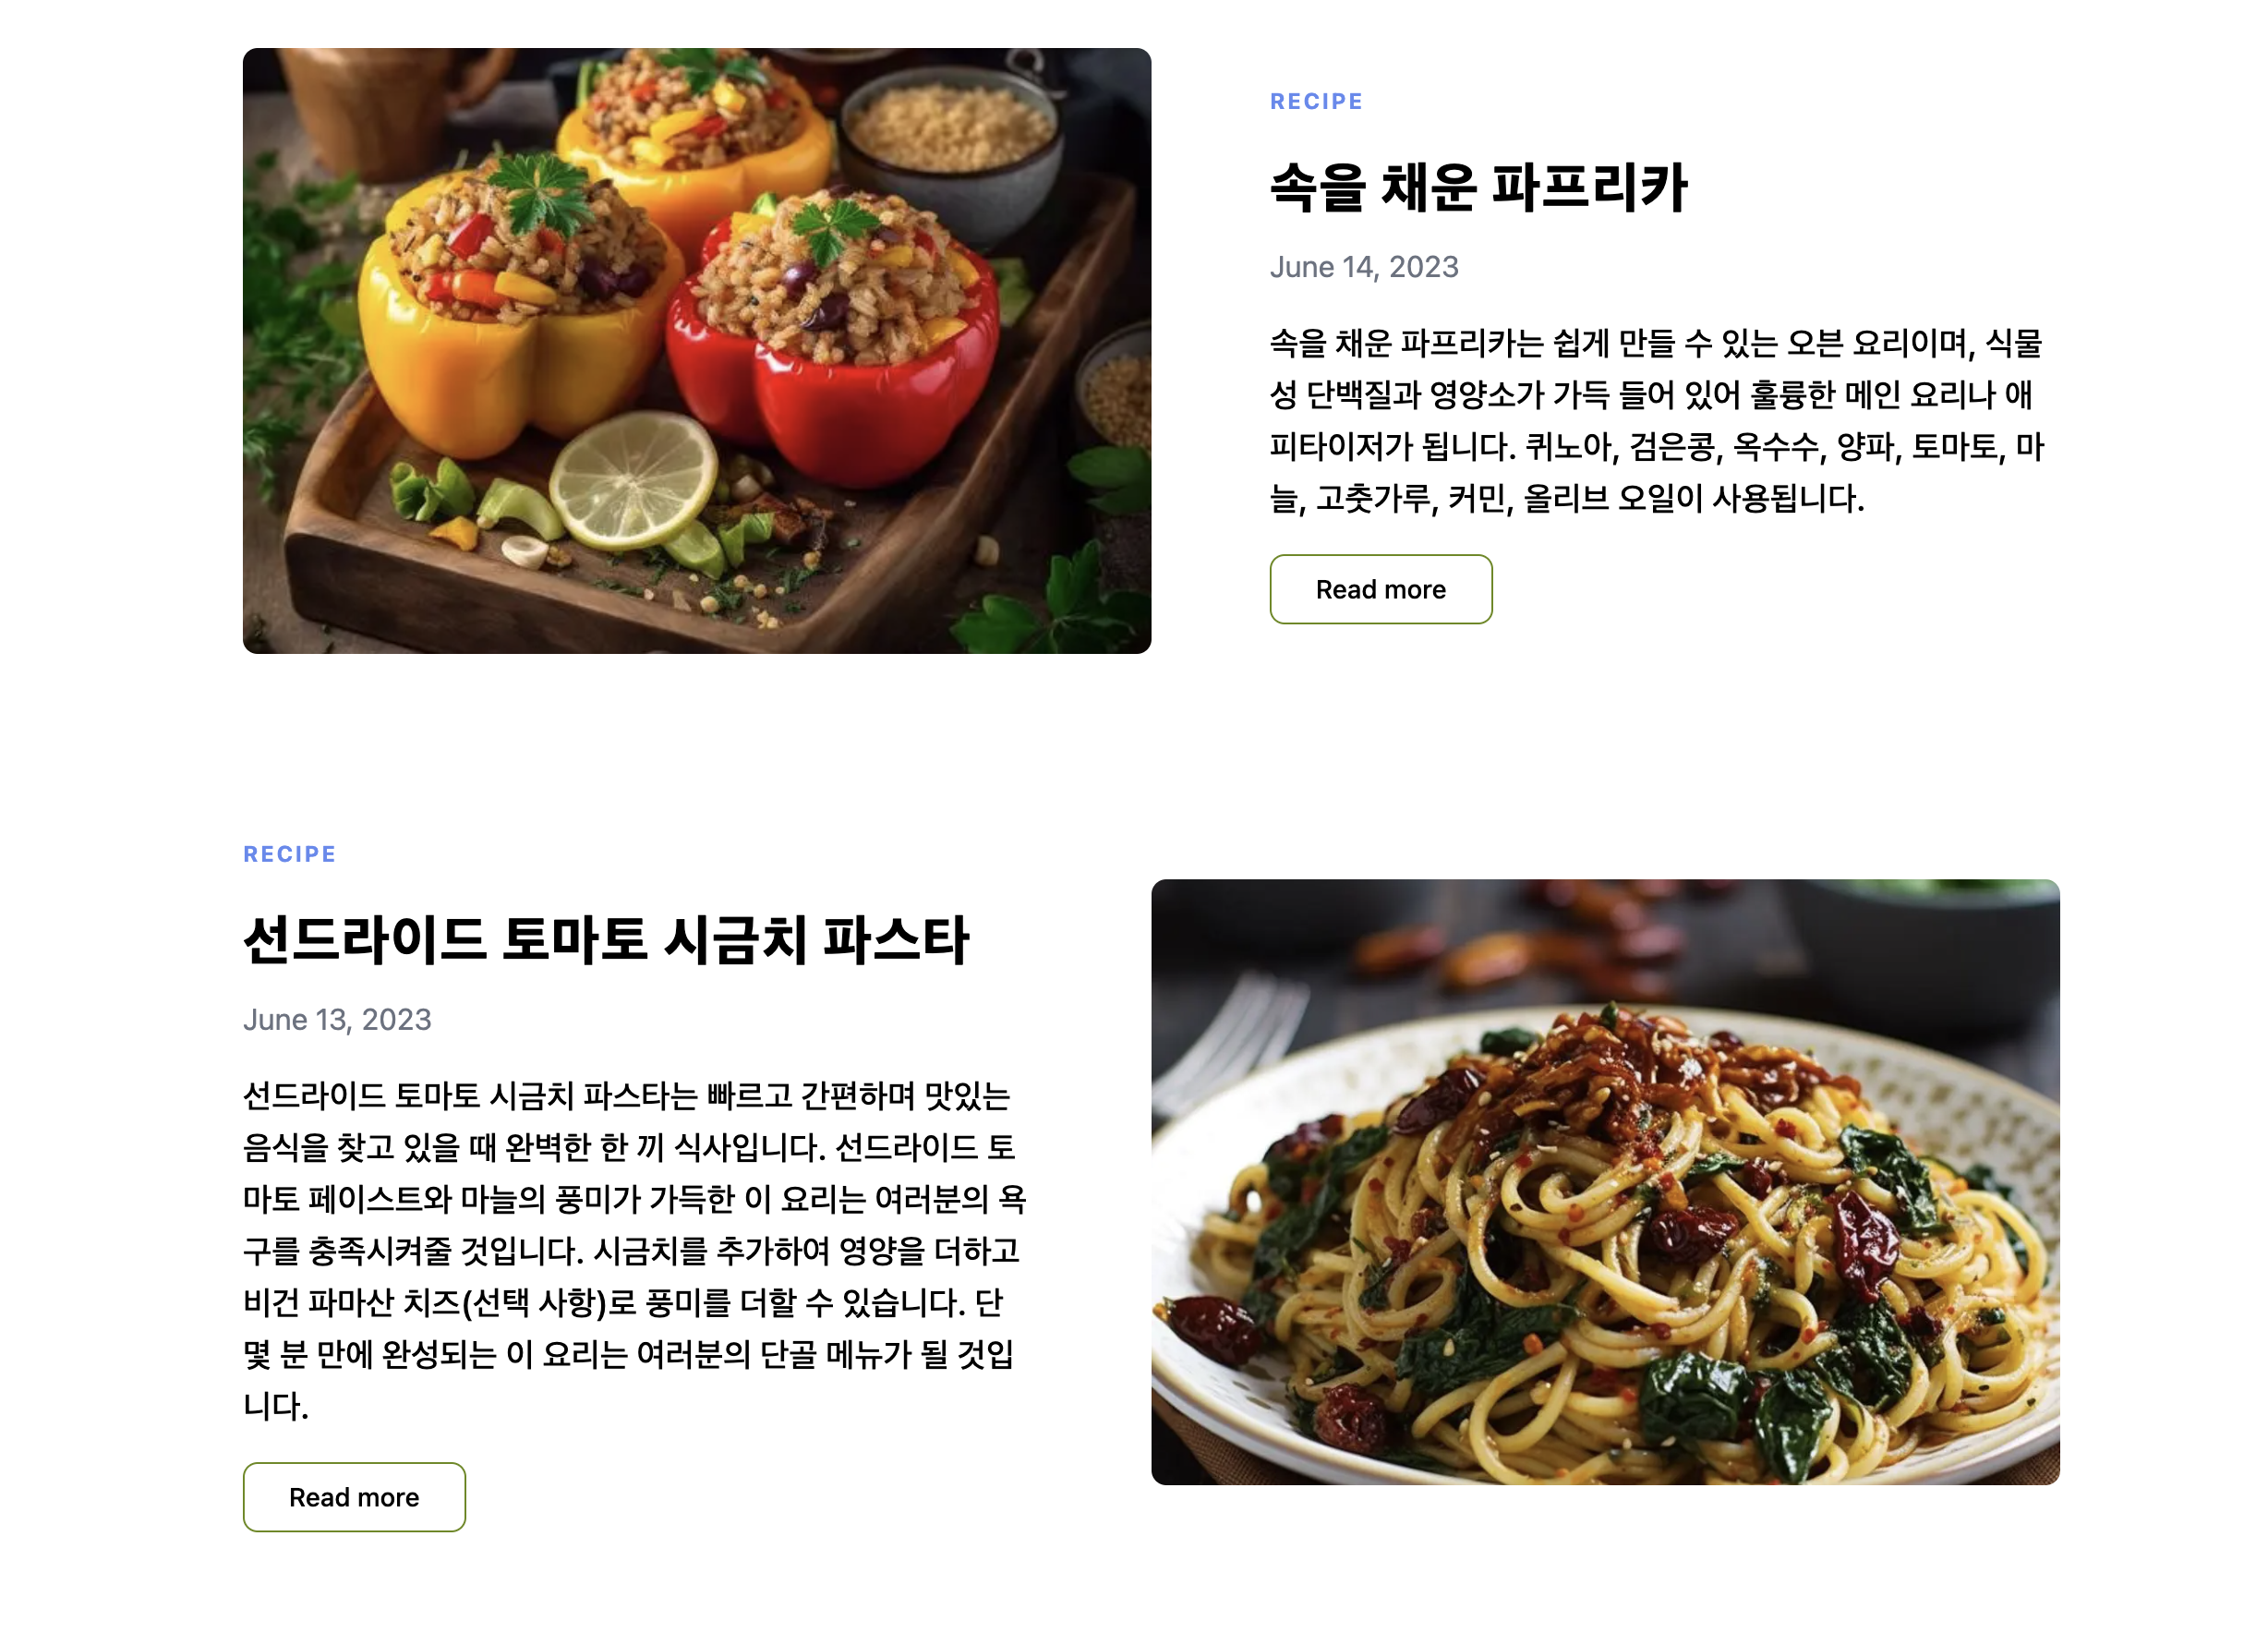 RECIPE
속을 채운 파프리카
June 14, 2023
속을 채운 파프리카는 쉽게 만들 수 있는 오븐 요리이며, 식물
성 단백질과 영양소가 가득 들어 있어 훌륭한 메인 요리나 애
피타이저가 됩니다. 퀴노아, 검은콩, 옥수수, 양파, 토마토, 마
늘, 고춧가루, 커민, 올리브 오일이 사용됩니다.
Read more
RECIPE
선드라이드 토마토 시금치 파스타
June 13, 2023
선드라이드 토마토 시금치 파스타는 빠르고 간편하며 맛있는
음식을 찾고 있을 때 완벽한 한 끼 식사입니다. 선드라이드 토
마토 페이스트와 마늘의 풍미가 가득한 이 요리는 여러분의 욕
구를 충족시켜줄 것입니다. 시금치를 추가하여 영양을 더하고
비건 파마산 치즈(선택 사항)로 풍미를 더할 수 있습니다. 단
몇 분 만에 완성되는 이 요리는 여러분의 단골 메뉴가 될 것입
니다.
Read more